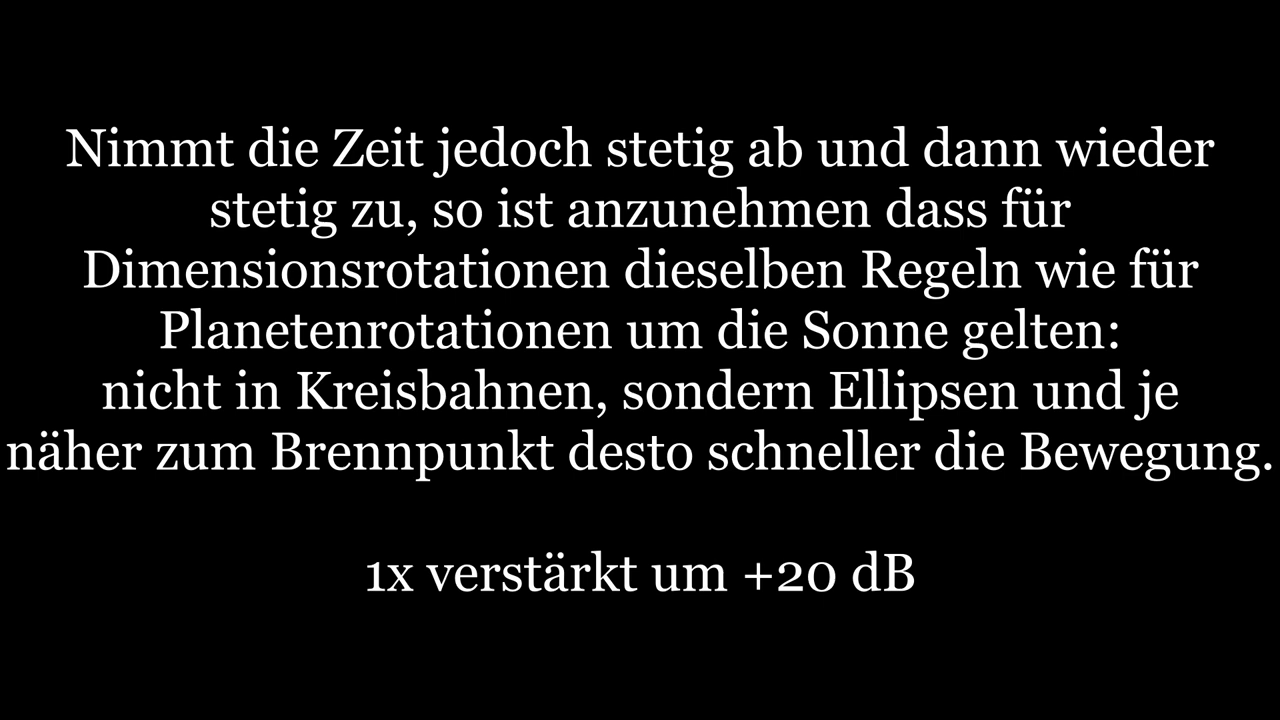 Nimmt die Zeit jedoch stetig ab und dann wieder
stetig zu, so ist anzunehmen dass für
Dimensionsrotationen dieselben Regeln wie für
Planetenrotationen um die Sonne gelten:
nicht in Kreisbahnen, sondern Ellipsen und je
näher zum Brennpunkt desto schneller die Bewegung.
1x verstärkt um +20 dB